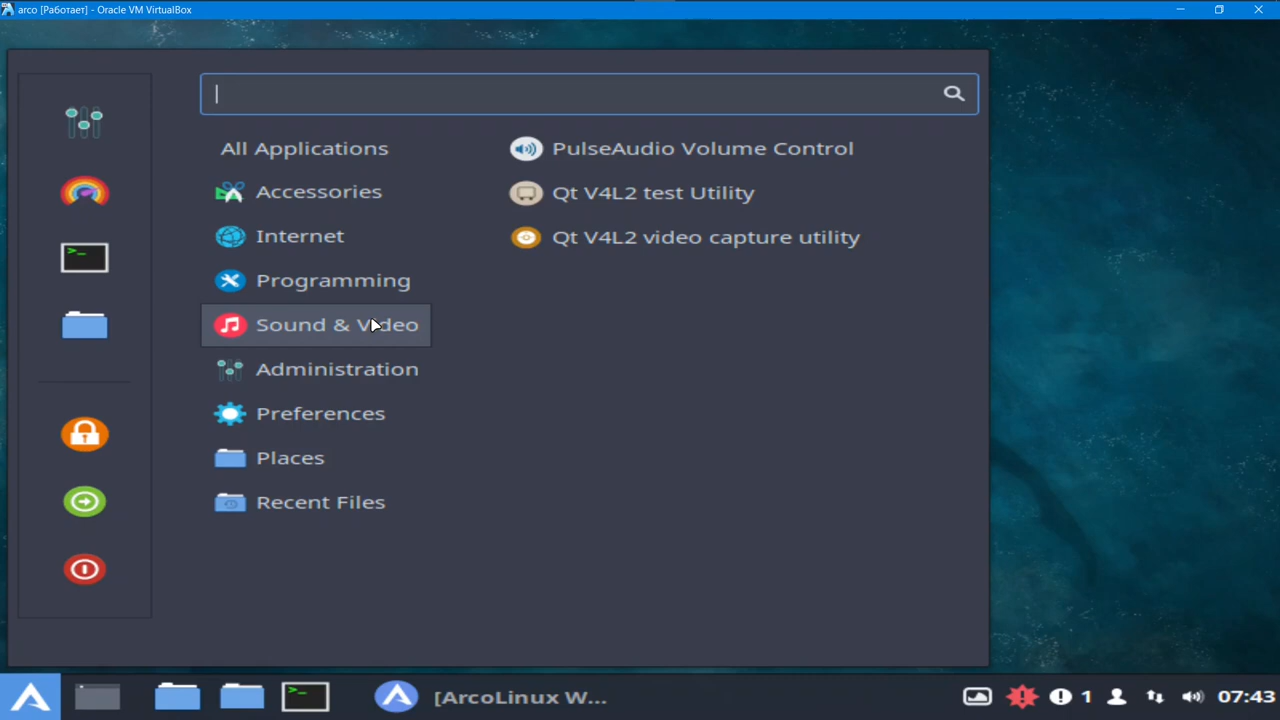 arco [Работает] - Oracle VM VirtualBox
All Applications
Accessories
Internet
Programming
Sound & Video
Administration
Preferences
Places
Recent Files
PulseAudio Volume Control
Qt V4L2 test Utility
Qt V4L2 video capture utility
[ArcoLinux W...
1
07:43